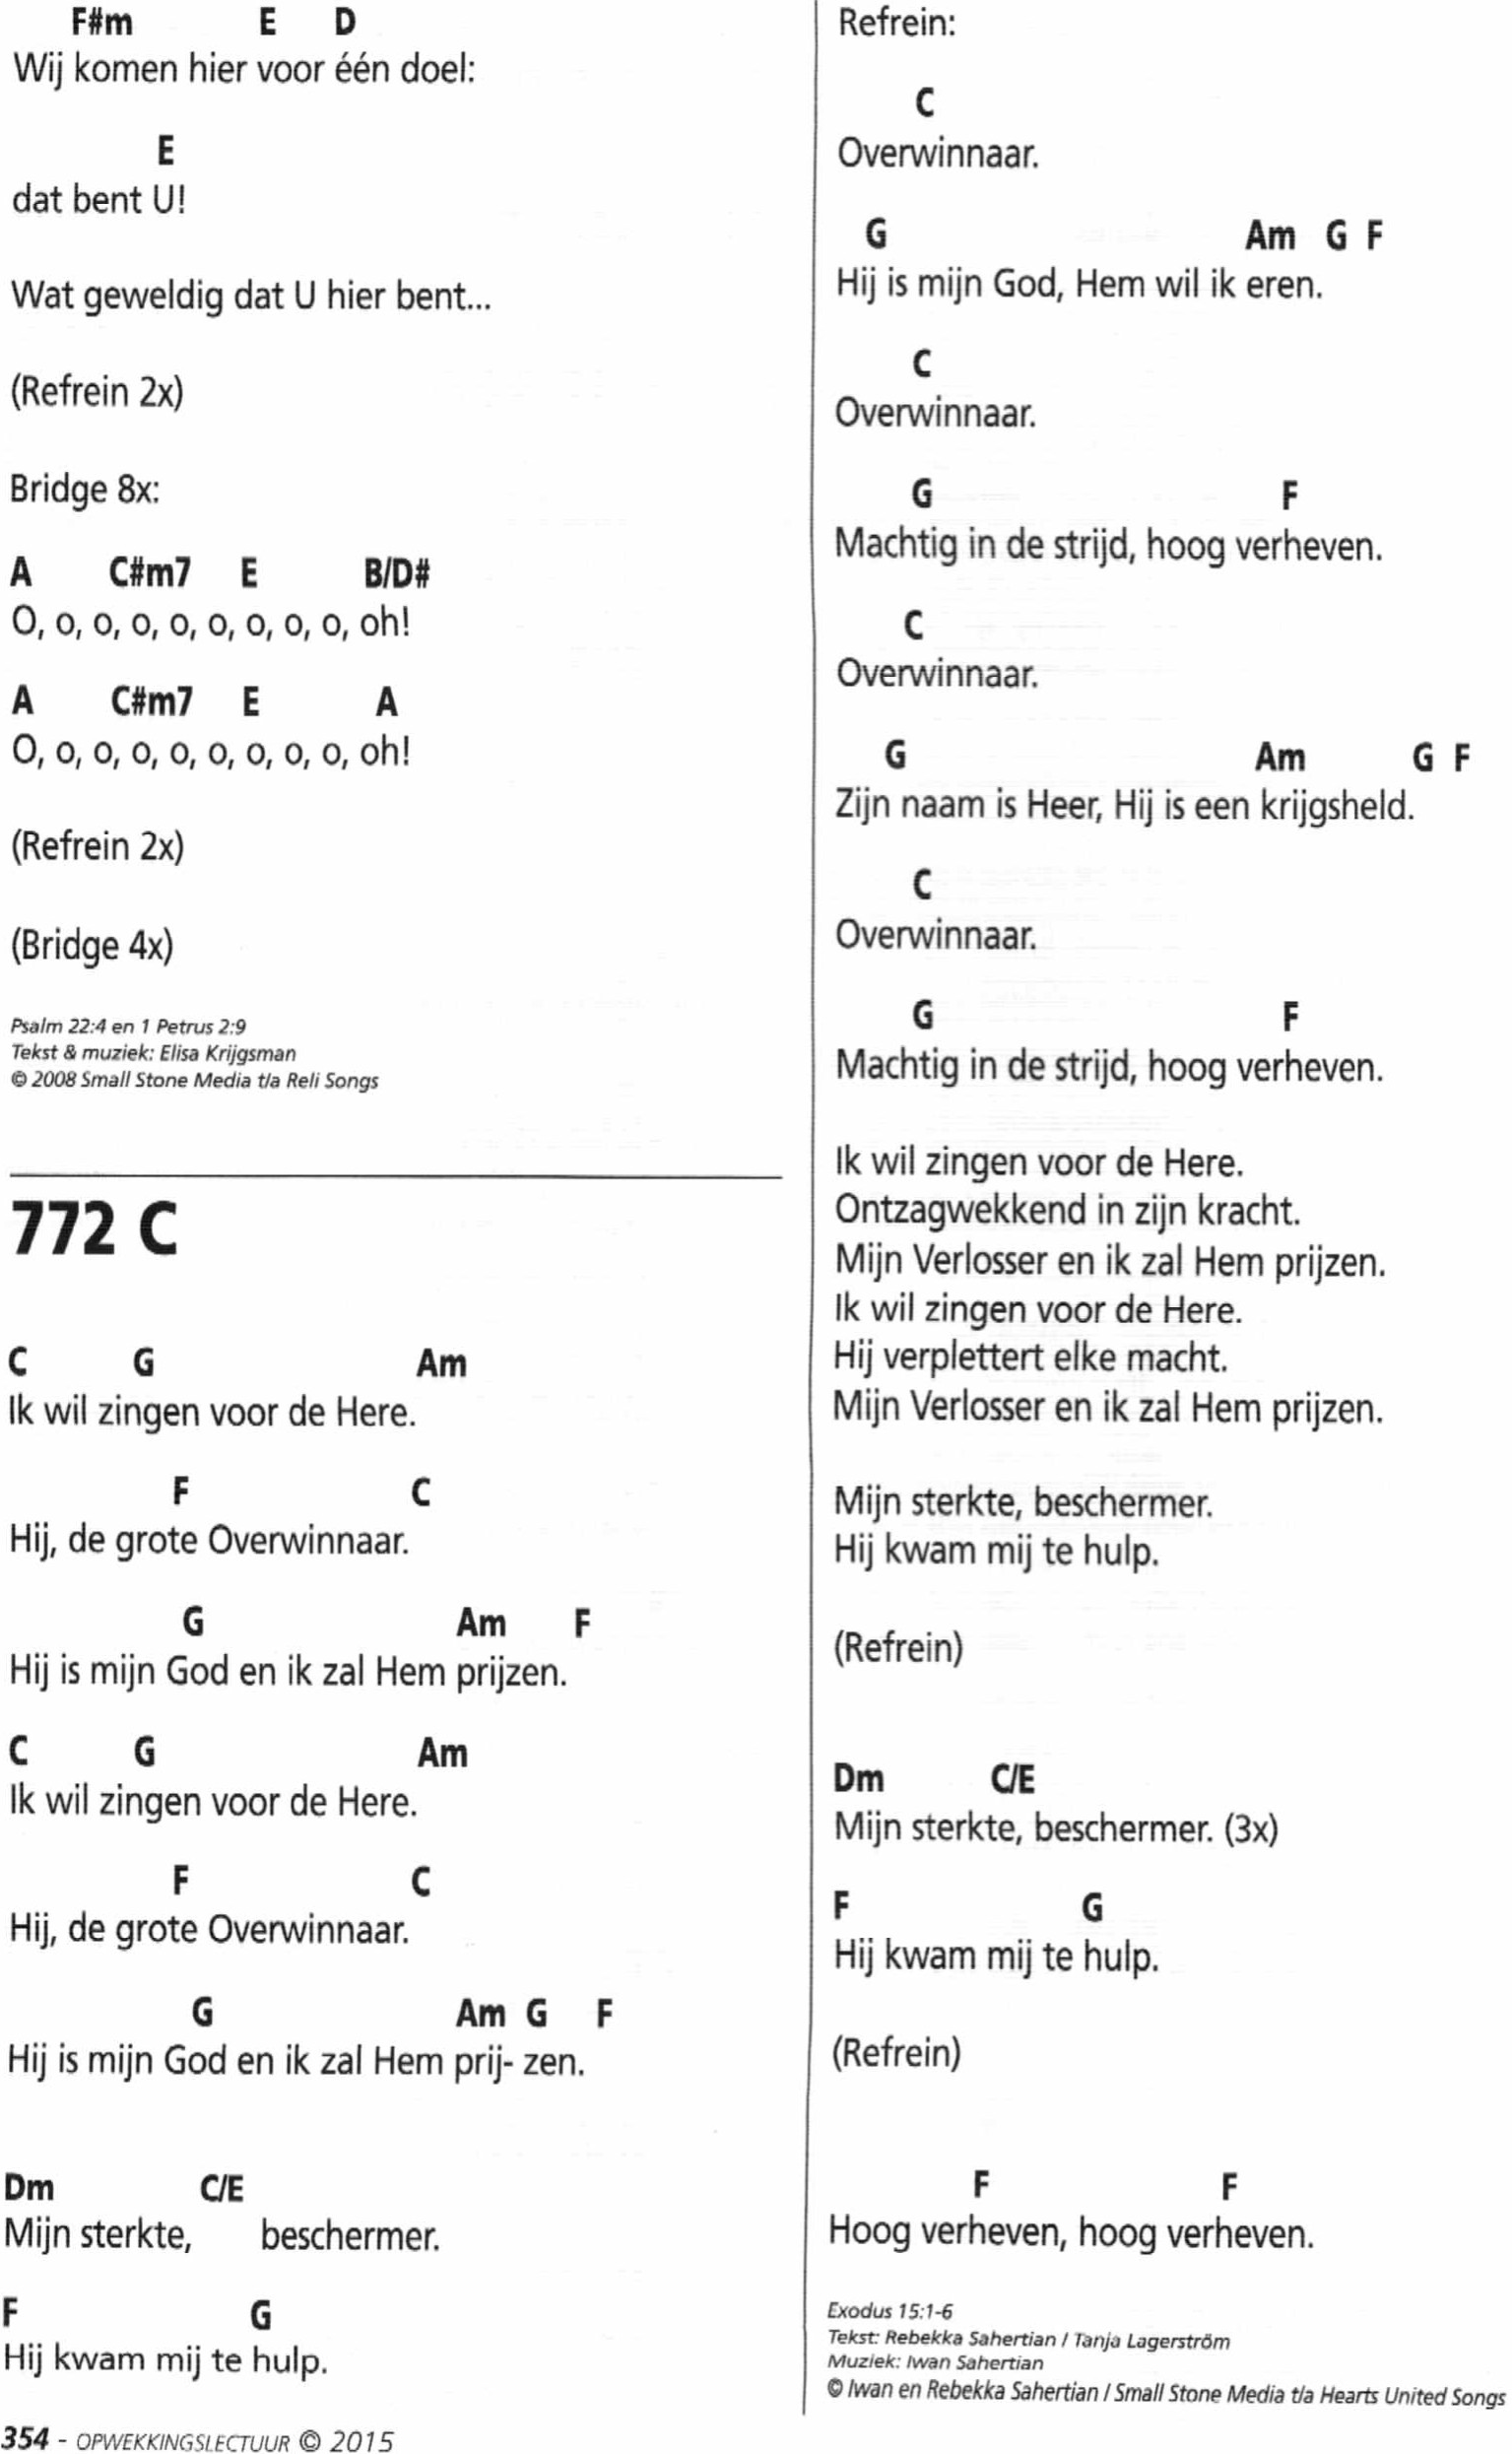 F#m E D
Wij komen hier voor één doel:
E
dat bent U!
Wat geweldig dat U hier bent...
(Refrein 2x)
Bridge 8x:
A C#m7 E B/D#
O, o, o, o, o, o, o, o, o, oh!
A C#m7 E A
O, o, o, o, o, o, o, o, o, oh!
(Refrein 2x)
(Bridge 4x)
Psalm 22:4 en 1 Petrus 2:9
Tekst & muziek: Elisa Krijgsman
© 2008 Small Stone Media t/a Reli Songs
772 C
C G Am
Ik wil zingen voor de Here.
F C
Hij, de grote Overwinnaar.
G Am F
Hij is mijn God en ik zal Hem prijzen.
C G Am
Ik wil zingen voor de Here.
F C
Hij, de grote Overwinnaar.
G Am G F
Hij is mijn God en ik zal Hem prij- zen.
Dm C/E
Mijn sterkte, beschermer.
F G
Hij kwam mij te hulp.
354 - OPWEKKINGSLECTUUR © 2015
Refrein:
C
Overwinnaar.
G Am G F
Hij is mijn God, Hem wil ik eren.
C
Overwinnaar.
G F
Machtig in de strijd, hoog verheven.
C
Overwinnaar.
G Am G F
Zijn naam is Heer, Hij is een krijgsheld.
C
Overwinnaar.
G F
Machtig in de strijd, hoog verheven.
Ik wil zingen voor de Here.
Ontzagwekkend in zijn kracht.
Mijn Verlosser en ik zal Hem prijzen.
Ik wil zingen voor de Here.
Hij verplettert elke macht.
Mijn Verlosser en ik zal Hem prijzen.
Mijn sterkte, beschermer.
Hij kwam mij te hulp.
(Refrein)
Dm C/E
Mijn sterkte, beschermer. (3x)
F G
Hij kwam mij te hulp.
(Refrein)
F F
Hoog verheven, hoog verheven.
Exodus 15:1-6
Tekst: Rebekka Sahertian / Tanja Lagerström
Muziek: Iwan Sahertian
© Iwan en Rebekka Sahertian / Small Stone Media t/a Hearts United Songs